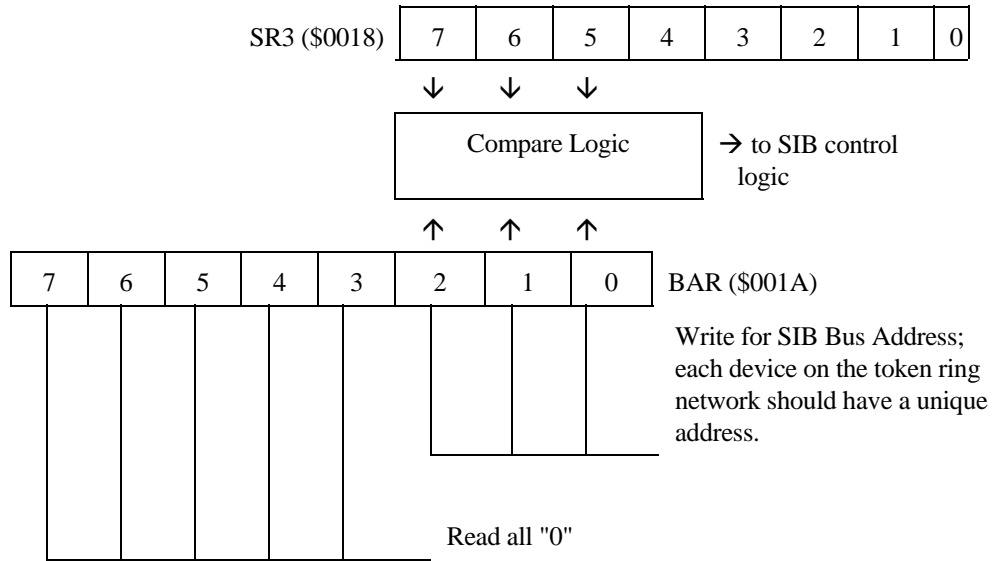 SR3 ($0018) 7 6 5 4 3 2 1 0
Compare Logic → to SIB control
logic
7 6 5 4 3 2 1 0 BAR ($001A)
Write for SIB Bus Address;
each device on the token ring
network should have a unique
address.
Read all "0"